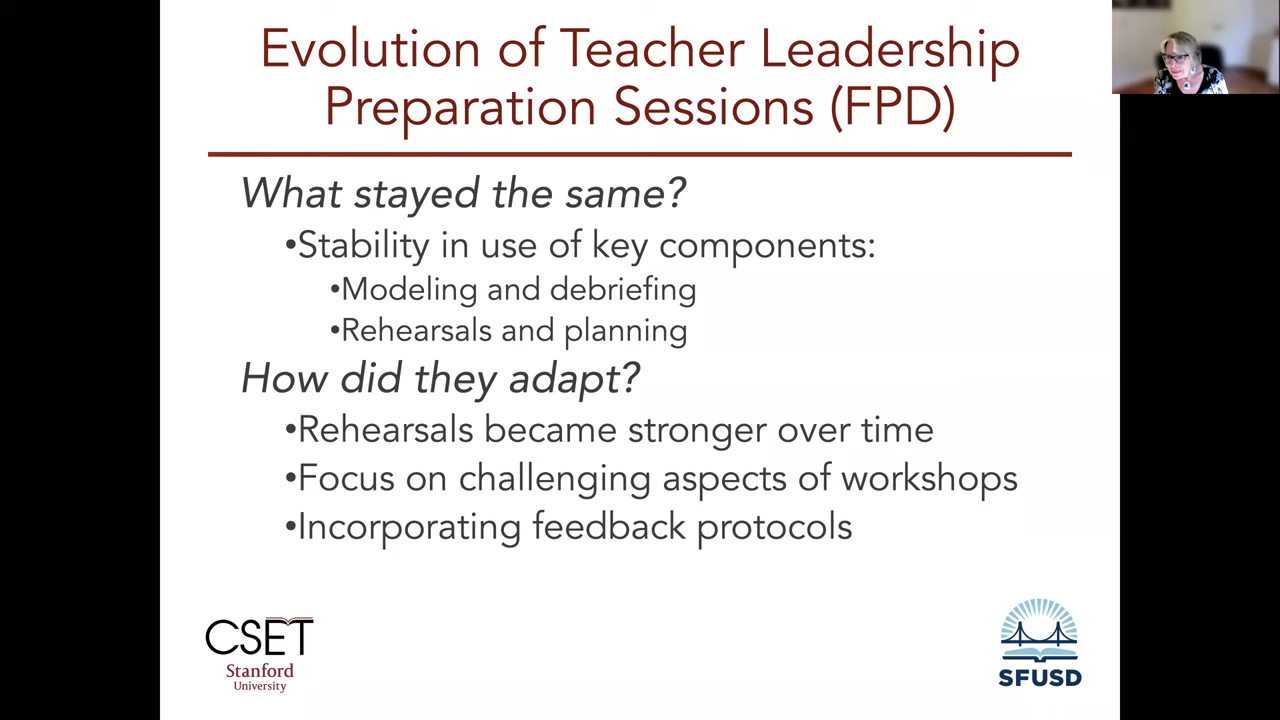 Evolution of Teacher Leadership
Preparation Sessions (FPD)
What stayed the same?
•Stability in use of key components:
•Modeling and debriefing
•Rehearsals and planning
How did they adapt?
•Rehearsals became stronger over time
•Focus on challenging aspects of workshops
•Incorporating feedback protocols
CSET
Stanford
University
SFUSD